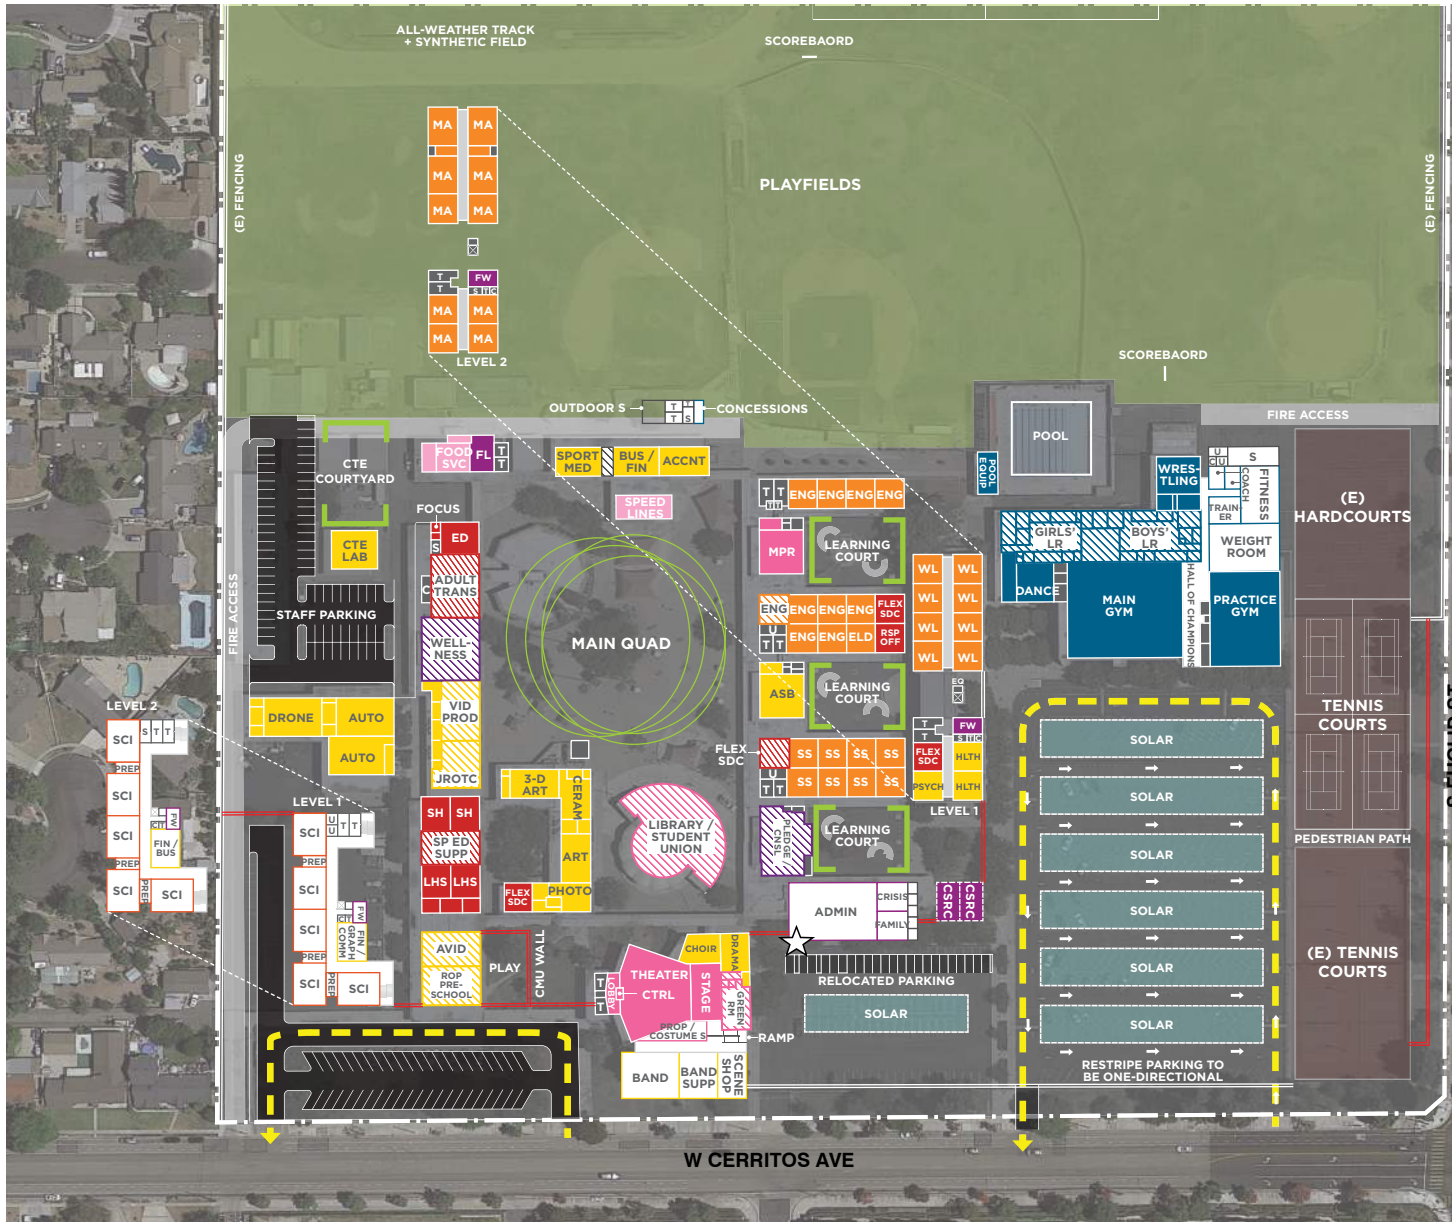 ALL-WEATHER TRACK
+ SYNTHETIC FIELD
SCOREBAORD
(E) FENCING
(E) FENCING
PLAYFIELDS
MA MA
MA MA
MA MA
T FW
T S
MA MA
MA MA
LEVEL 2
SCOREBAORD
OUTDOOR S
T T
T S
CONCESSIONS
FIRE ACCESS
CTE
COURTYARD
FOOD
SVC
FL
T
T
SPORT
MED
BUS /
FIN
ACCNT
SPEED
LINES
POOL
POOL
EQUIP
WRES-
TLING
U
CU
S
COACH
FITNESS
TRAIN-
ER
WEIGHT
ROOM
(E)
HARDCOURTS
FOCUS
S
ED
CTE
LAB
ADULT
TRANS
C
T T
ENG ENG ENG ENG
MPR
LEARNING
COURT
GIRLS'
LR
BOYS'
LR
DANCE
MAIN
GYM
HALL OF CHAMPIONS
PRACTICE
GYM
FIRE ACCESS
STAFF PARKING
WELL-
NESS
MAIN QUAD
ENG ENG ENG ENG
FLEX
SDC
U
T T
ENG ENG ELD
RSP
OFF
WL WL
WL WL
WL WL
WL WL
ASB
LEARNING
COURT
EQ
LEVEL 2
SCI
S T T
PREP
SCI
SCI
FW
FIN /
BUS
PREP
SCI
PREP
SCI
DRONE
AUTO
AUTO
VID
PROD
JROTC
FLEX
SDC
SS SS SS SS
U
T T
SS SS SS SS
T
T
FW
S
FLEX
SDC
HLTH
PSYCH
HLTH
LEVEL 1
TENNIS
COURTS
SOLAR
SOLAR
SOLAR
SOLAR
SOLAR
SOLAR
PEDESTRIAN PATH
(E) TENNIS
COURTS
LEVEL 1
SCI
U
U
T T
PREP
SCI
SCI
FW
FIN /
GRAPH
COMM
PREP
SCI
PREP
SCI
3-D
ART
CERAM
ART
PHOTO
FLEX
SDC
SH SH
SP ED
SUPP
LHS LHS
LIBRARY /
STUDENT
UNION
PLEDGE /
CNSL
LEARNING
COURT
ADMIN
CRISIS
FAMILY
CSRC
CSRC
AVID
ROP
PRE-
SCHOOL
PLAY
CMU WALL
CHOIR
DRAMA
THEATER
CTRL
STAGE
GREEN
RM
T
T
LOBBY
PROP /
COSTUME S
RAMP
BAND
BAND
SUPP
SCENE
SHOP
RELOCATED PARKING
SOLAR
RESTRIPE PARKING TO
BE ONE-DIRECTIONAL
W CERRITOS AVE